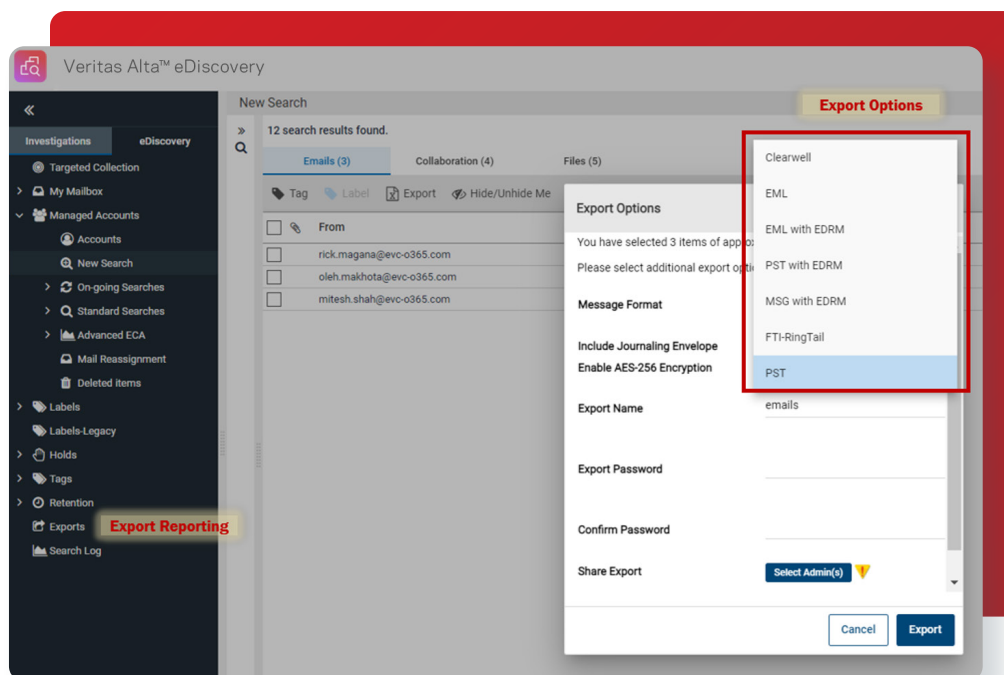 Veritas Alta™ eDiscovery
«
Investigations eDiscovery
Targeted Collection
> My Mailbox
Managed Accounts
Accounts
New Search
> On-going Searches
> Standard Searches
> Advanced ECA
Mail Reassignment
Deleted items
> Labels
Labels-Legacy
> Holds
> Tags
> Retention
Exports
Export Reporting
Search Log
New Search
Export Options
»
12 search results found.
Emails (3) Collaboration (4) Files (5)
Tag Label Export Hide/Unhide Me
From
rick.magana@evc-o365.com
oleh.makhota@evc-o365.com
mitesh.shah@evc-o365.com
Export Options
You have selected 3 items of
Please select additional export
Message Format
Include Journaling Envelope
Enable AES-256 Encryption
Export Name emails
Export Password
Confirm Password
Share Export Select Admin(s)
Cancel Export
Clearwell
EML
EML with EDRM
PST with EDRM
MSG with EDRM
FTI-RingTail
PST